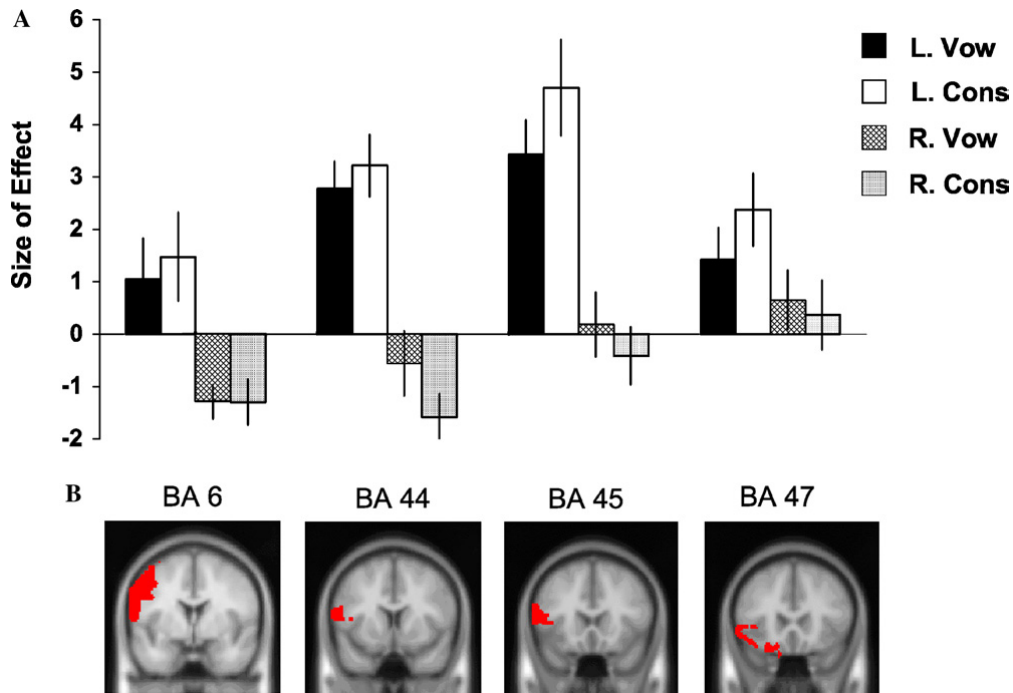 A
6
5
4
3
2
1
0
-1
-2
Size of Effect
L. Vow
L. Cons
R. Vow
R. Cons
B
BA 6
BA 44
BA 45
BA 47